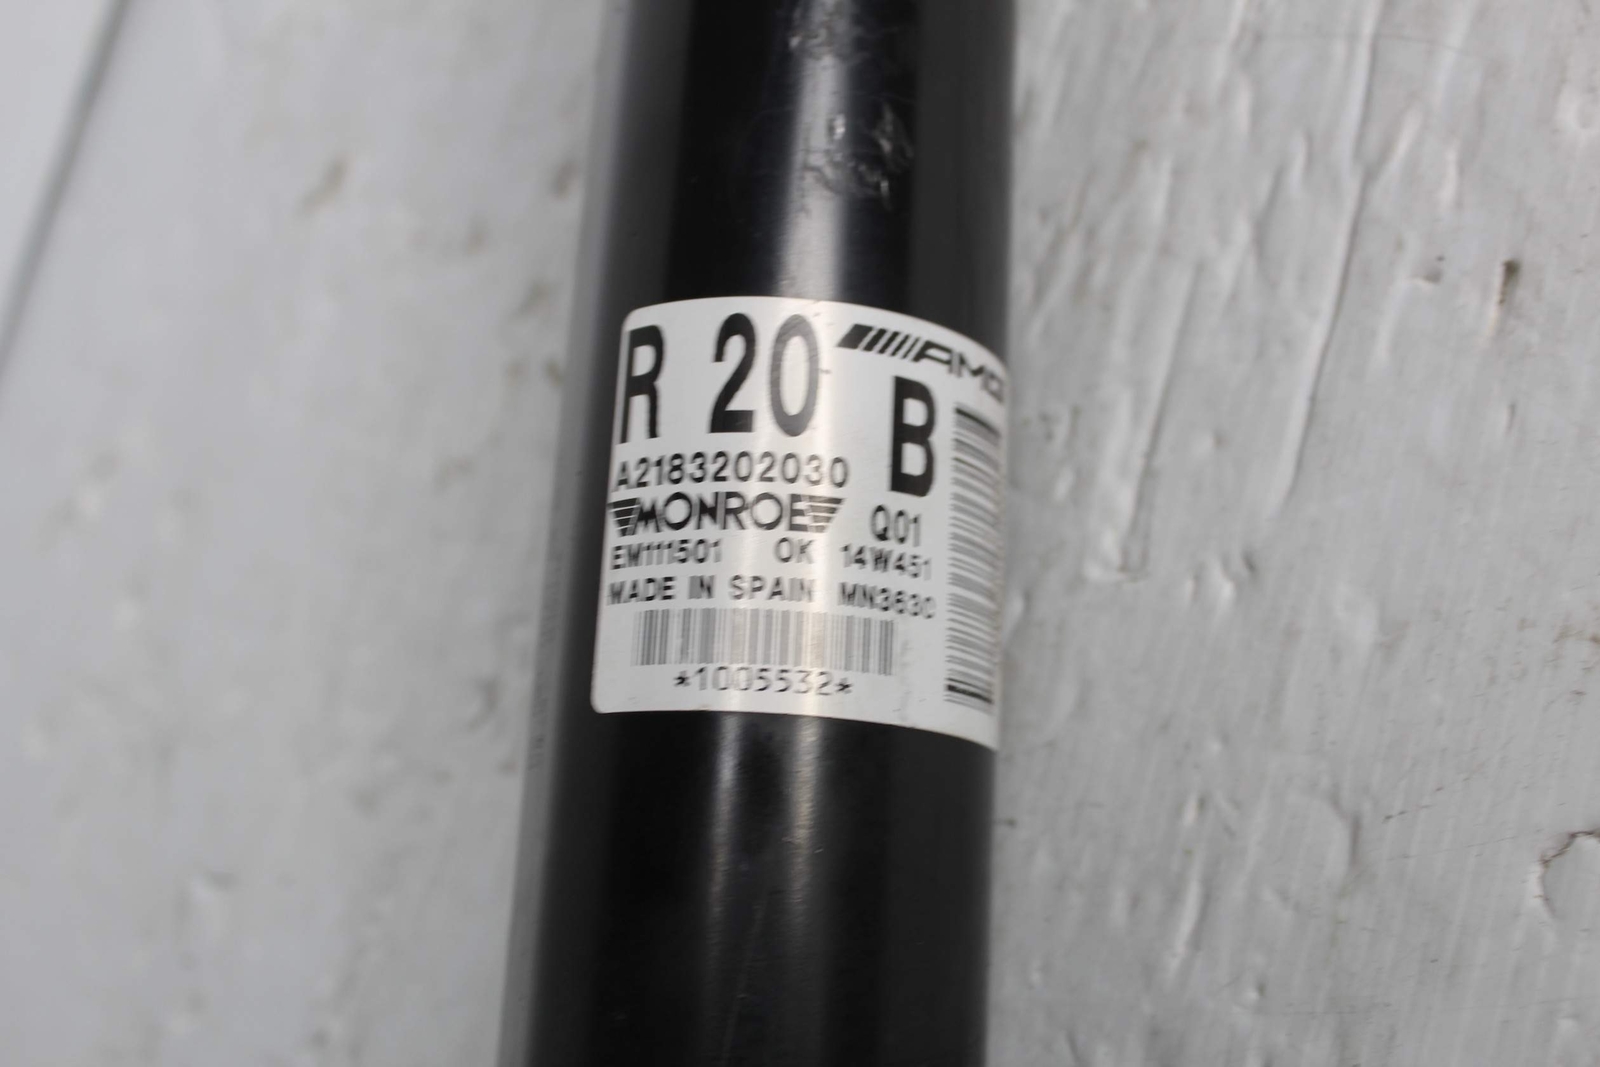 R 20 AMG
B
A2183202030
MONROE Q01
EM111501 OK 14W451
MADE IN SPAIN MN3630
*1005532*